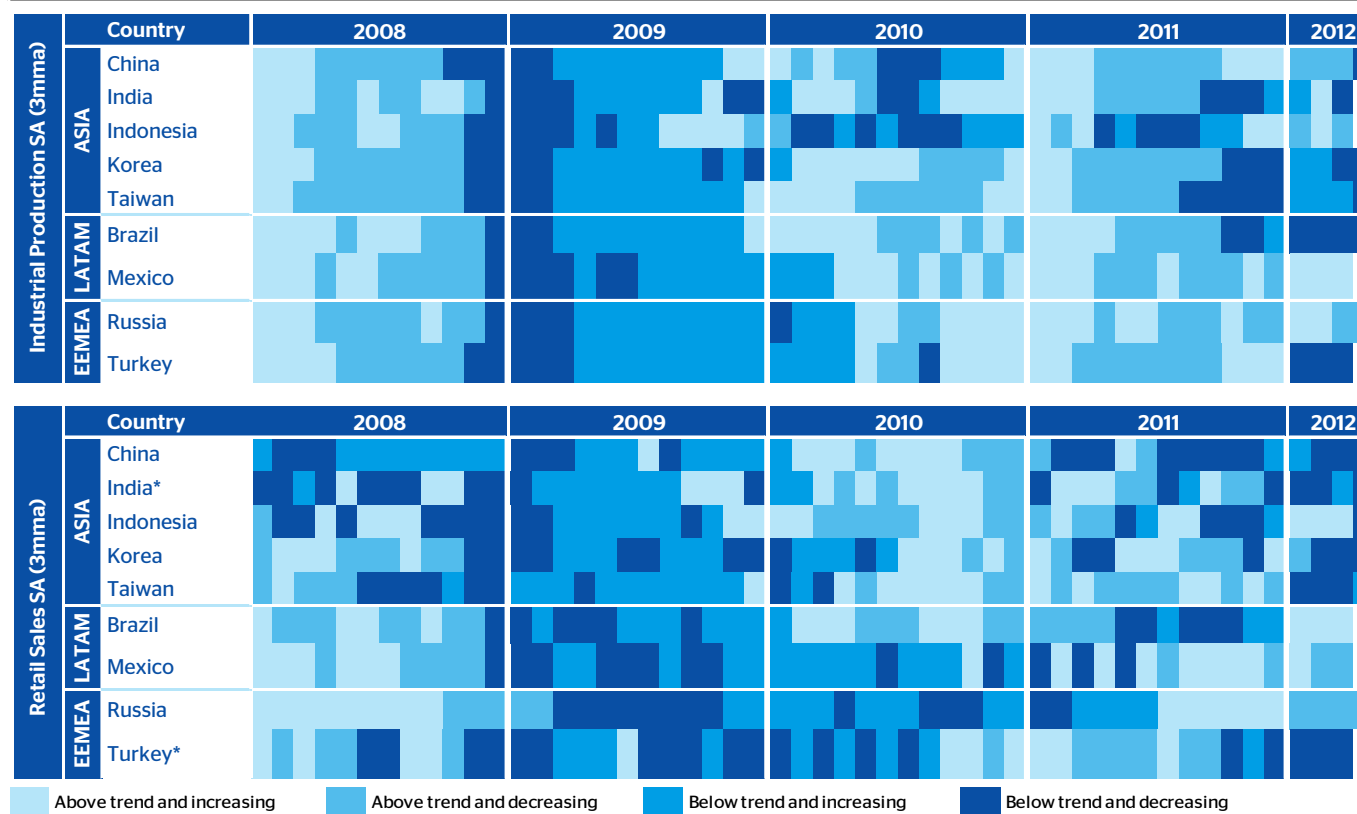 Industrial Production SA (3mma)
Country 2008 2009 2010 2011 2012
ASIA
China
India
Indonesia
Korea
Taiwan
LATAM
Brazil
Mexico
EEMEA
Russia
Turkey
Retail Sales SA (3mma)
Country 2008 2009 2010 2011 2012
ASIA
China
India*
Indonesia
Korea
Taiwan
LATAM
Brazil
Mexico
EEMEA
Russia
Turkey*
Above trend and increasing Above trend and decreasing Below trend and increasing Below trend and decreasing